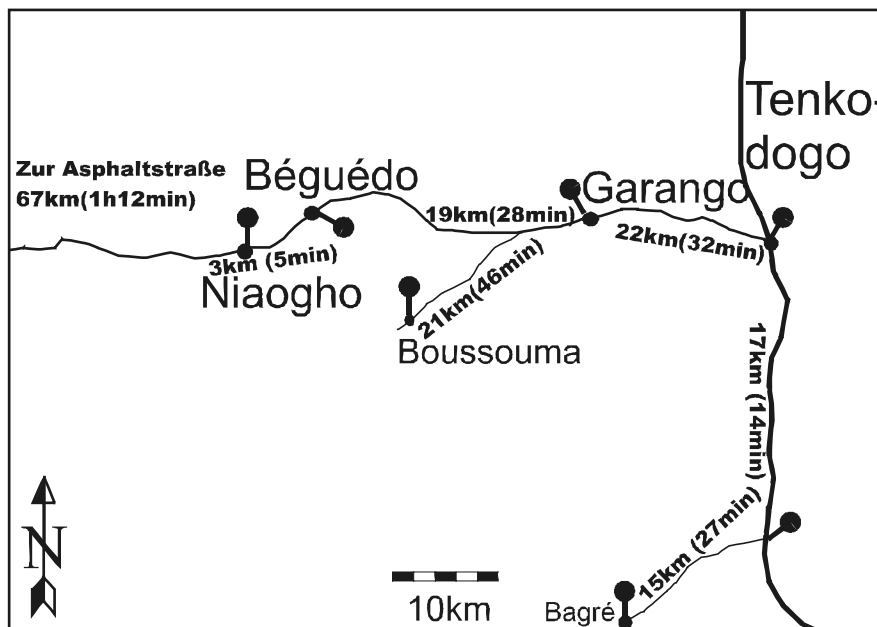 Tenko-
dogo
Zur Asphaltstraße
67km(1h12min)
Béguédo
Garango
19km(28min)
22km(32min)
3km (5min)
Niaogho
21km(46min)
Boussouma
17km (14min)
15km (27min)
N
10km
Bagré